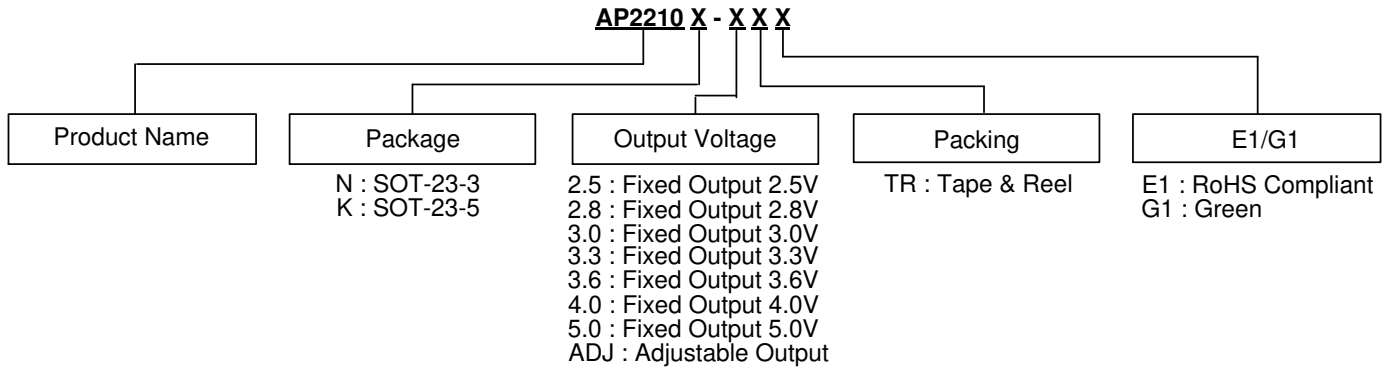 AP2210 X - X X X
Product Name
Package
Output Voltage
Packing
E1/G1
N : SOT-23-3
K : SOT-23-5
2.5 : Fixed Output 2.5V
2.8 : Fixed Output 2.8V
3.0 : Fixed Output 3.0V
3.3 : Fixed Output 3.3V
3.6 : Fixed Output 3.6V
4.0 : Fixed Output 4.0V
5.0 : Fixed Output 5.0V
ADJ : Adjustable Output
TR : Tape & Reel
E1 : RoHS Compliant
G1 : Green